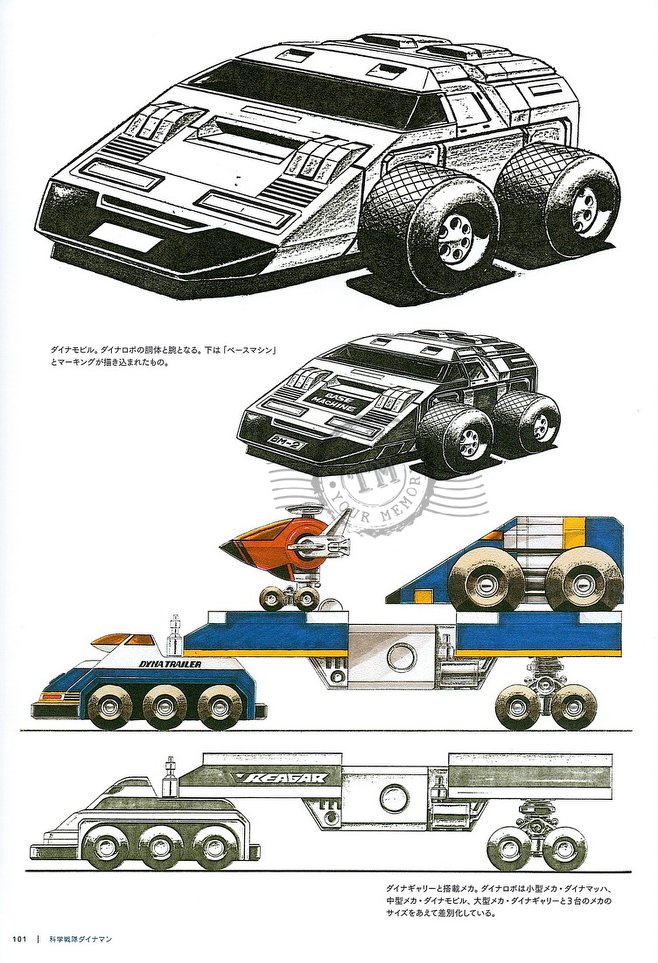 ダイナモビル。ダイナロボの胴体と腕となる。下は「ベースマシン」
とマーキングが描き込まれたもの。
BASE
MACHINE
BM-2
TM
YOUR MEMOR
DYNATRAILER
ダイナギャリーと搭載メカ。ダイナロボは小型メカ・ダイナマッハ、
中型メカ・ダイナモビル、大型メカ・ダイナギャリーと3台のメカの
サイズをあえて差別化している。
101 | 科学戦隊ダイナマン